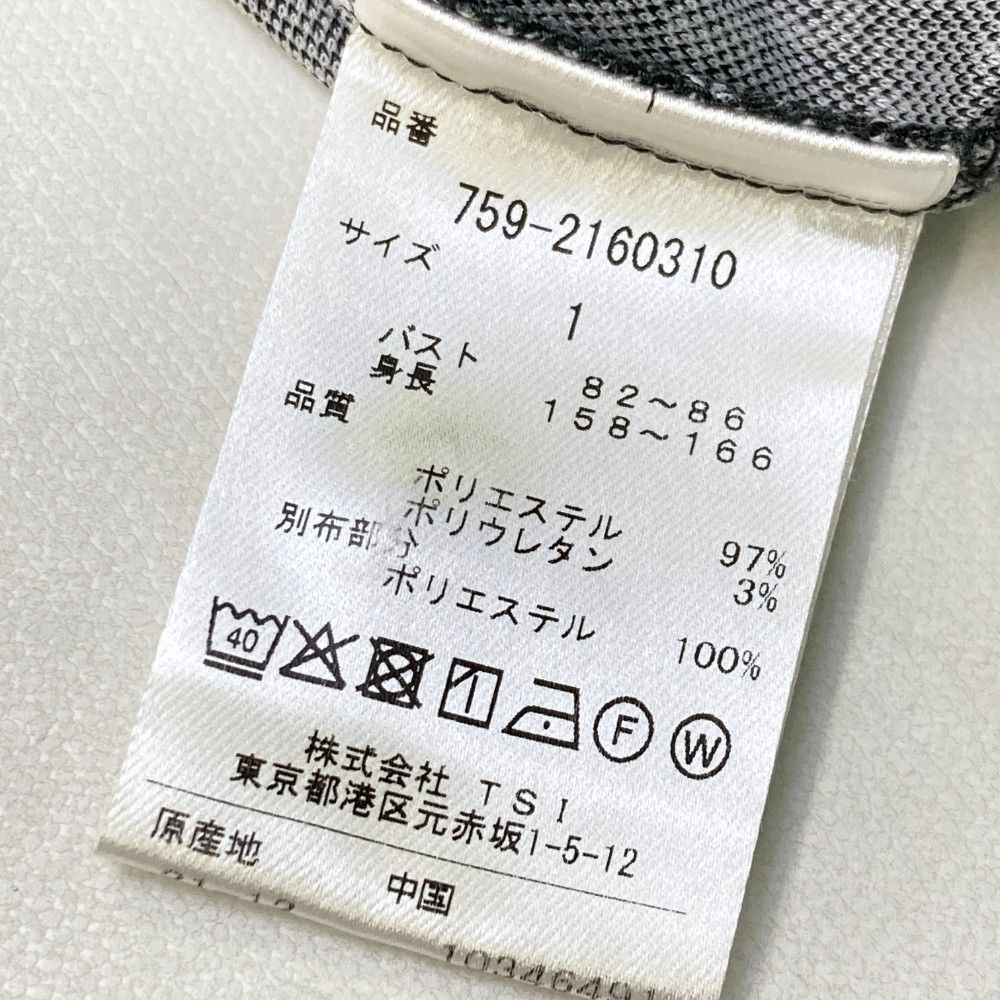 品番
759-2160310
サイズ
1
バスト 82～86
身長 158～166
品質
ポリエステル 97%
ポリウレタン 3%
別布部分
ポリエステル 100%
40 F W
株式会社 TSI
東京都港区元赤坂1-5-12
原産地
中国